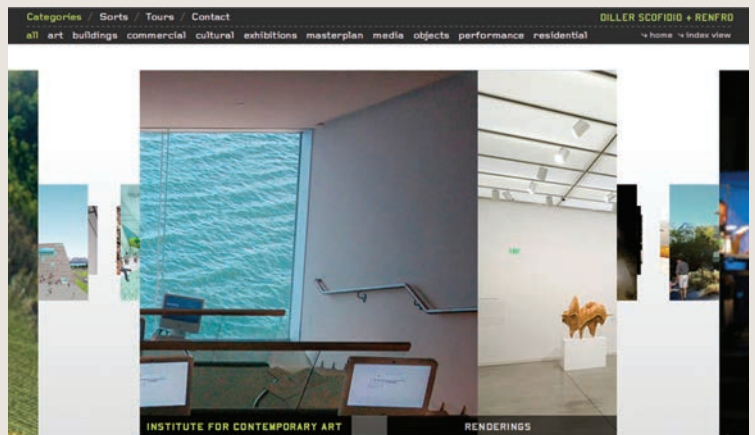 Categories / Sorts / Tours / Contact
DILLER SCOFIDIO + RENFRO
all art buildings commercial cultural exhibitions masterplan media objects performance residential
↪ home ↪ index view
INSTITUTE FOR CONTEMPORARY ART
RENDERINGS